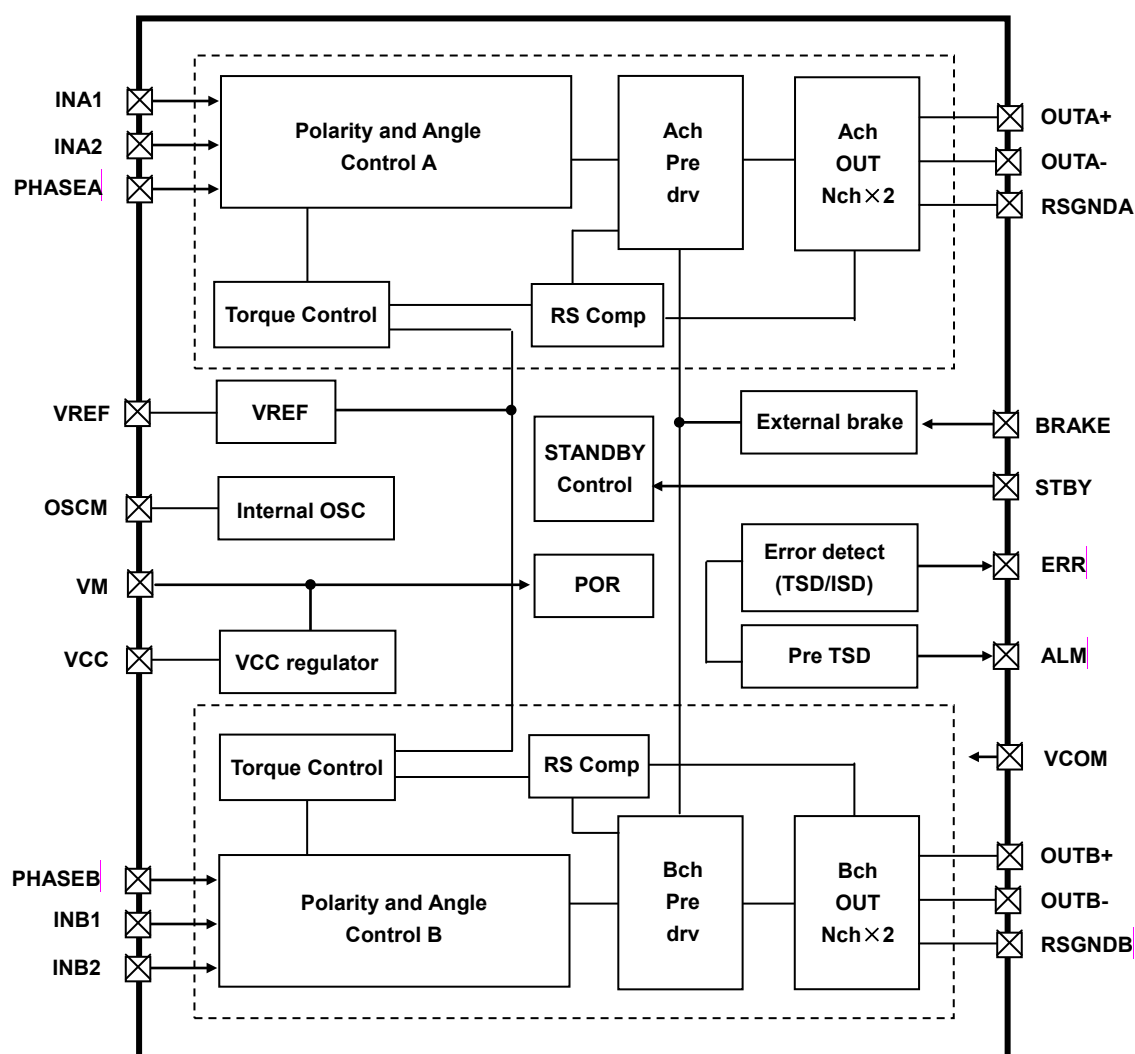 INA1
INA2
PHASEA
Polarity and Angle
Control A
Ach
Pre
drv
Ach
OUT
Nch×2
OUTA+
OUTA-
RSGNDA
Torque Control
RS Comp
VREF
VREF
External brake
BRAKE
STANDBY
Control
STBY
OSCM
Internal OSC
Error detect
(TSD/ISD)
ERR
VM
POR
VCC
VCC regulator
Pre TSD
ALM
Torque Control
RS Comp
VCOM
PHASEB
INB1
INB2
Polarity and Angle
Control B
Bch
Pre
drv
Bch
OUT
Nch×2
OUTB+
OUTB-
RSGNDB